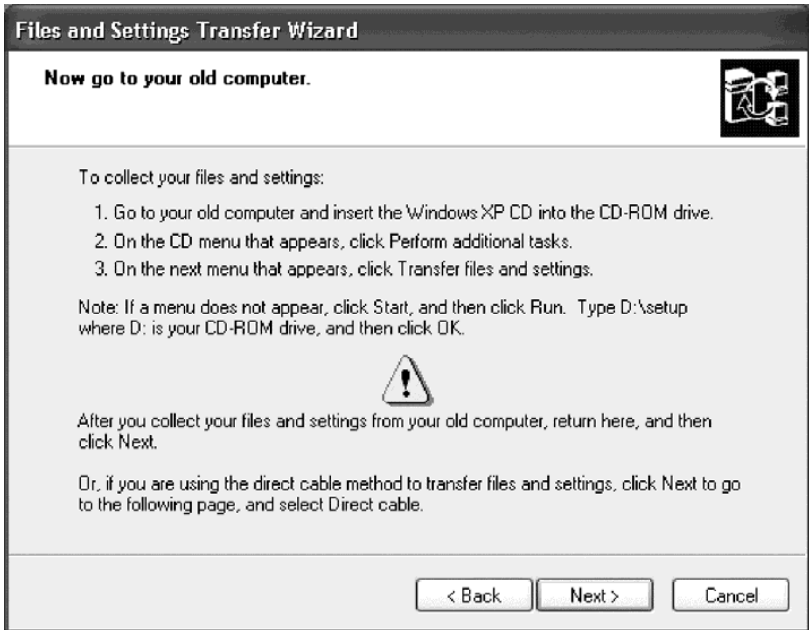 Files and Settings Transfer Wizard
Now go to your old computer.
To collect your files and settings:
1. Go to your old computer and insert the Windows XP CD into the CD-ROM drive.
2. On the CD menu that appears, click Perform additional tasks.
3. On the next menu that appears, click Transfer files and settings.
Note: If a menu does not appear, click Start, and then click Run. Type D:\setup
where D: is your CD-ROM drive, and then click OK.
After you collect your files and settings from your old computer, return here, and then
click Next.
Or, if you are using the direct cable method to transfer files and settings, click Next to go
to the following page, and select Direct cable.
< Back Next > Cancel